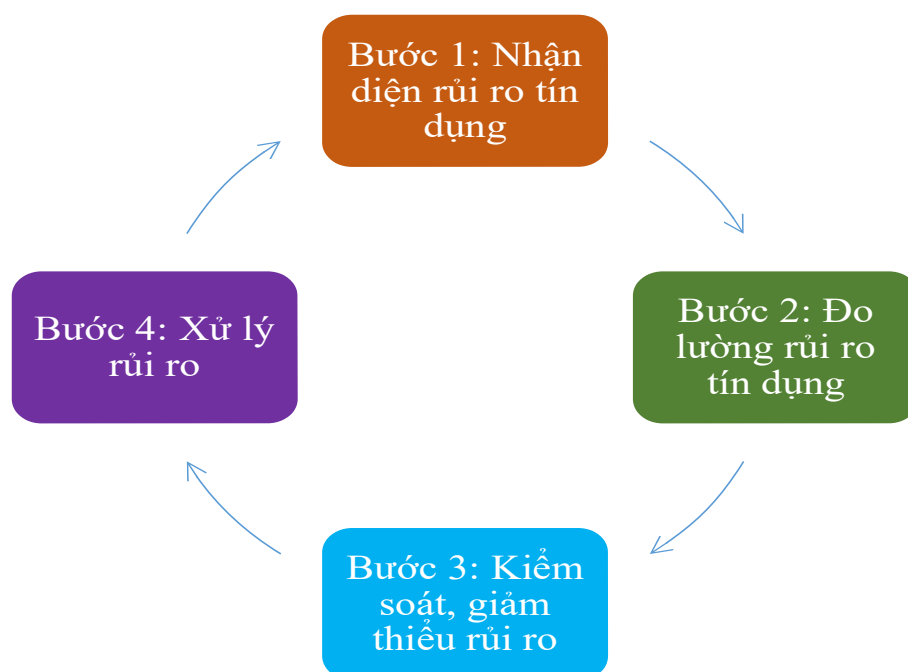 Bước 1: Nhận
diện rủi ro tín
dụng
Bước 2: Đo
lường rủi ro
tín dụng
Bước 3: Kiểm
soát, giảm
thiểu rủi ro
Bước 4: Xử lý
rủi ro